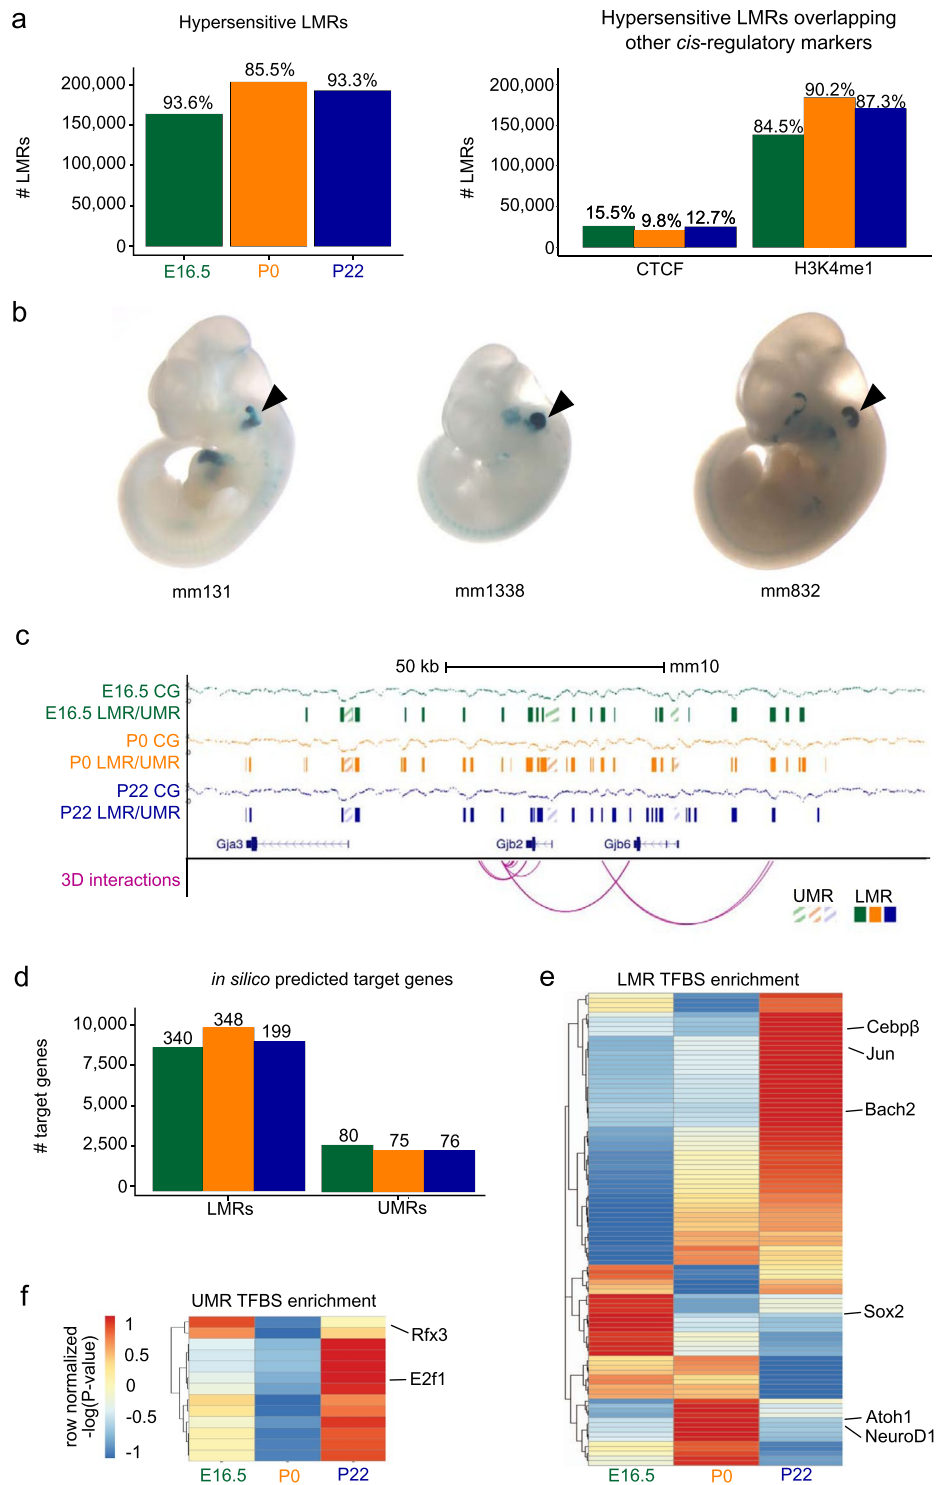 a
Hypersensitive LMRs
# LMRs
200,000
150,000
100,000
50,000
0
93.6%
85.5%
93.3%
E16.5
P0
P22
Hypersensitive LMRs overlapping
other cis-regulatory markers
# LMRs
200,000
150,000
100,000
50,000
0
15.5%
9.8%
12.7%
84.5%
90.2%
87.3%
CTCF
H3K4me1
b
mm131
mm1338
mm832
c
50 kb
mm10
E16.5 CG
E16.5 LMR/UMR
P0 CG
P0 LMR/UMR
P22 CG
P22 LMR/UMR
Gja3
Gjb2
Gjb6
3D interactions
UMR
LMR
d
in silico predicted target genes
# target genes
10,000
7,500
5,000
2,500
0
340
348
199
80
75
76
LMRs
UMRs
e
LMR TFBS enrichment
Cebpβ
Jun
Bach2
Sox2
Atoh1
NeuroD1
E16.5
P0
P22
f
UMR TFBS enrichment
row normalized
-log(P-value)
1
0.5
0
-0.5
-1
Rfx3
E2f1
E16.5
P0
P22